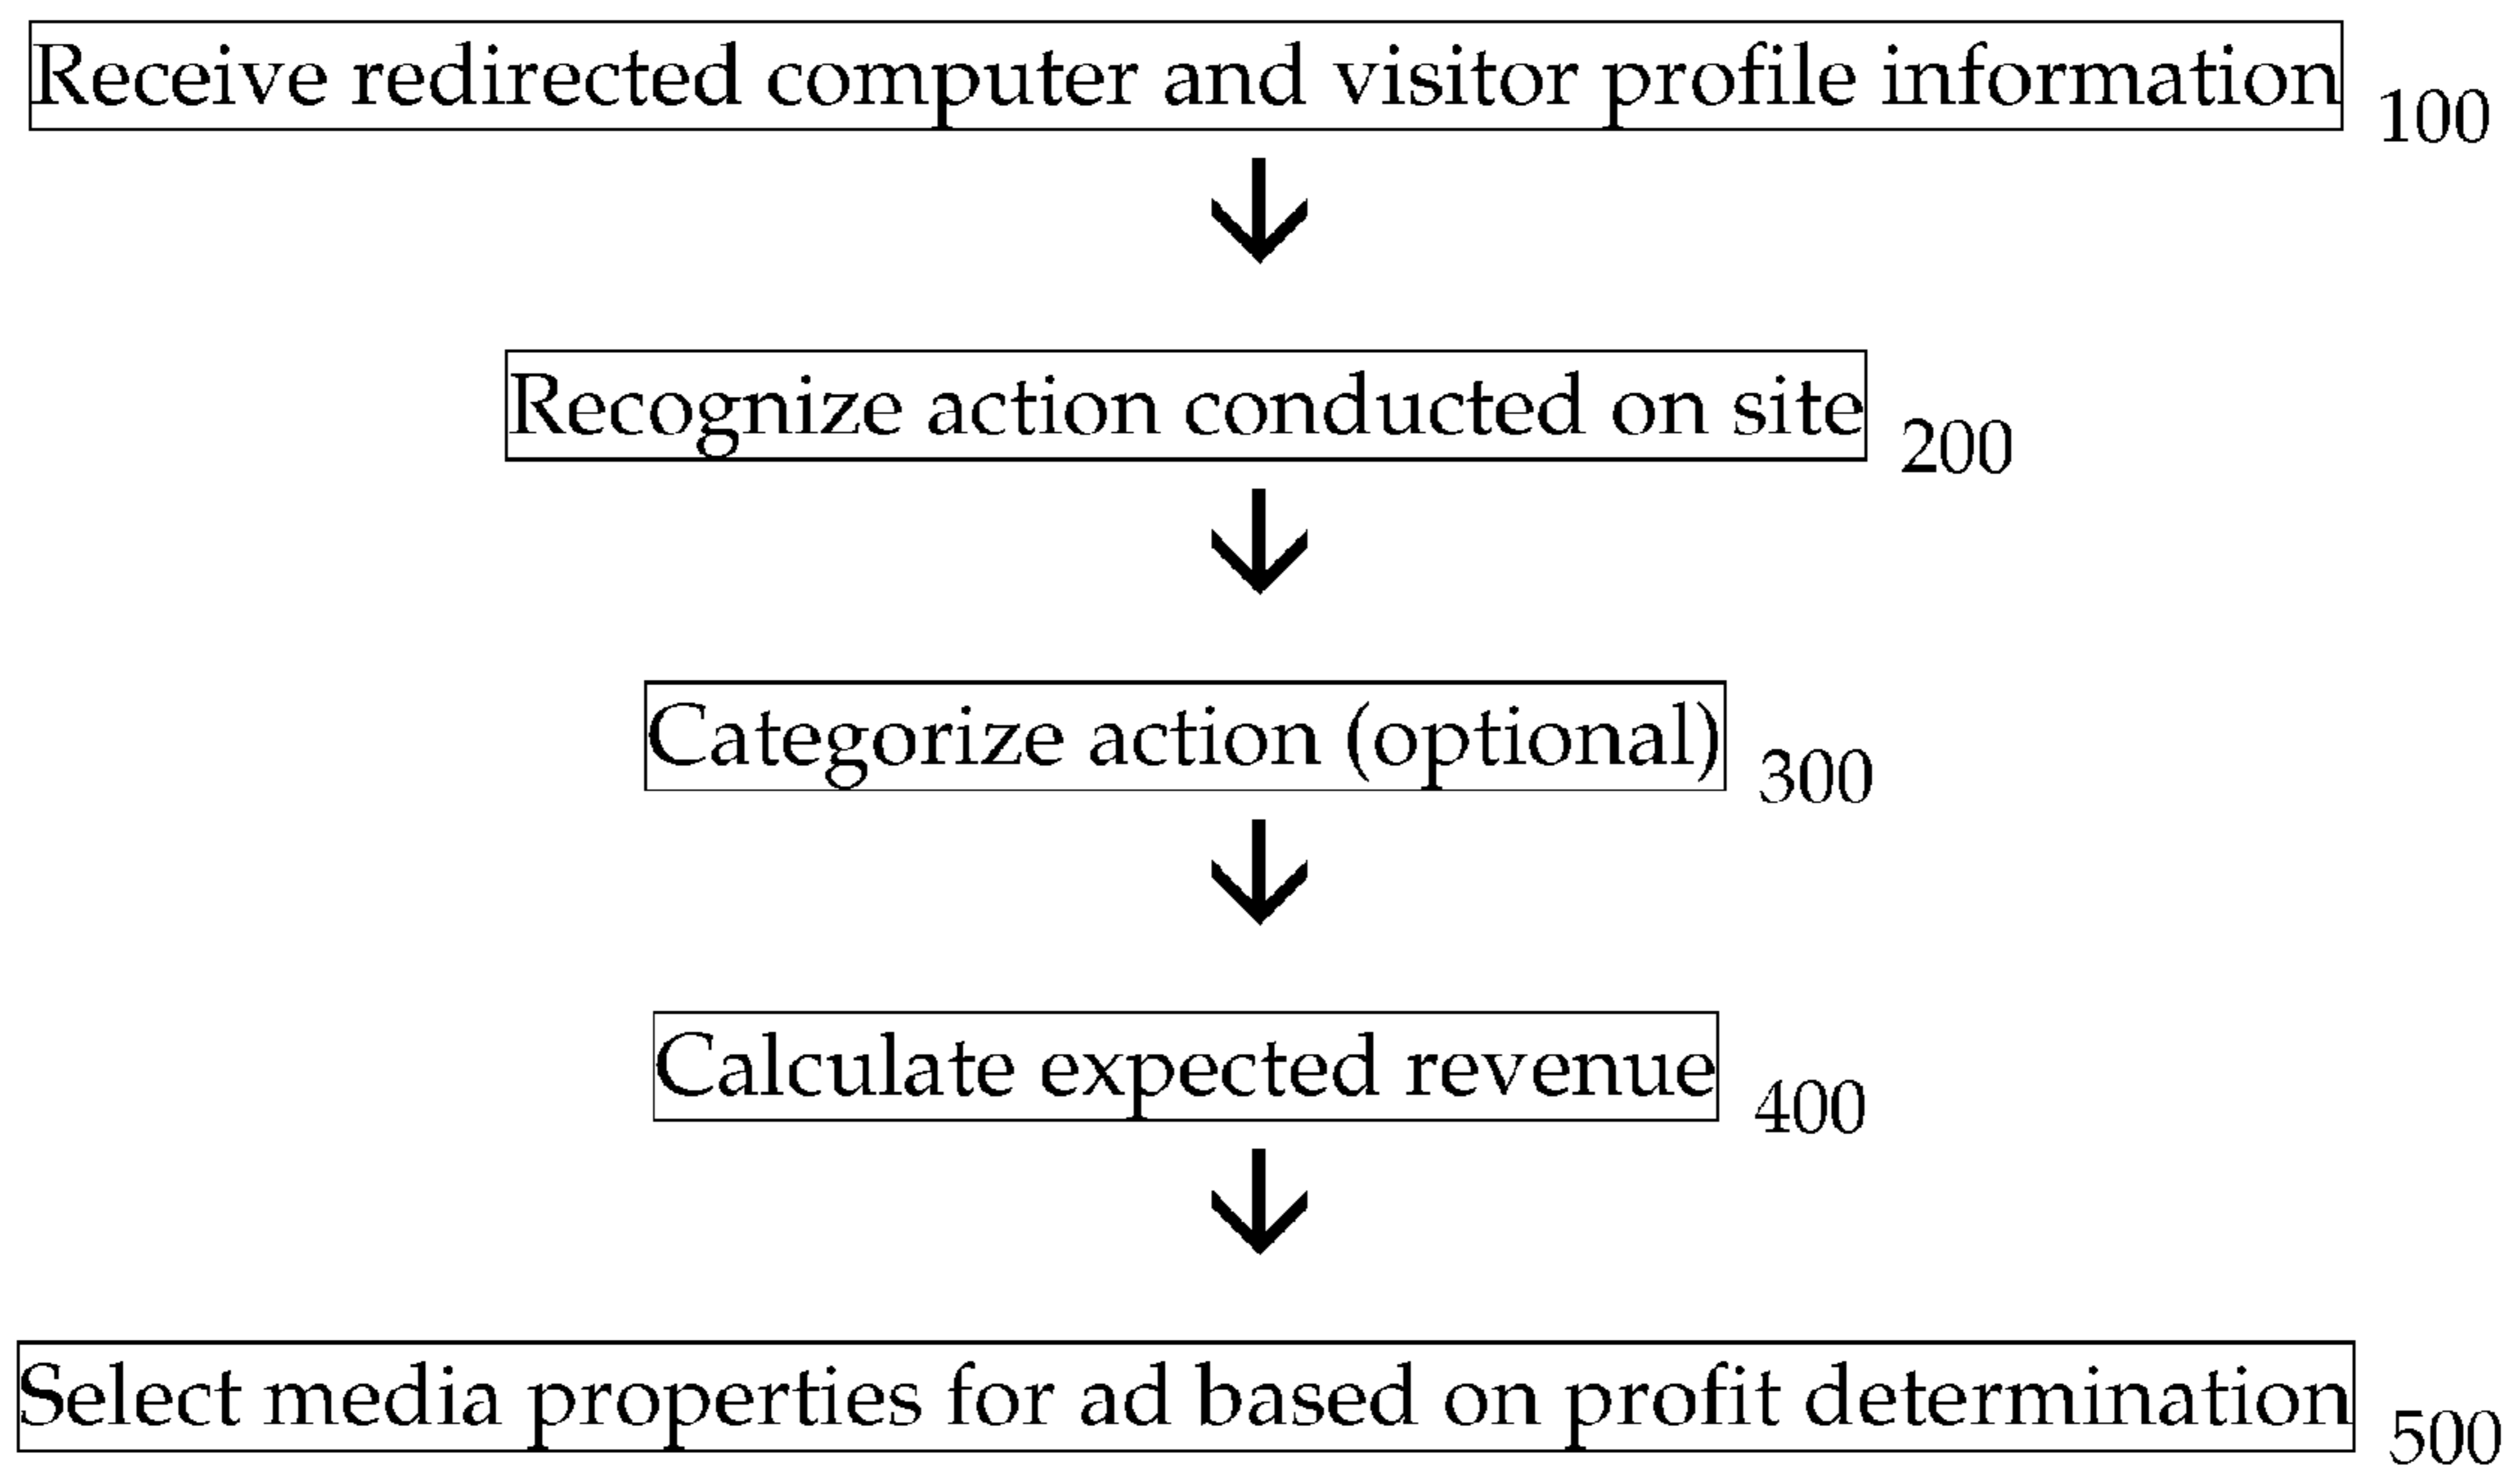 Receive redirected computer and visitor profile information 100
Recognize action conducted on site 200
Categorize action (optional) 300
Calculate expected revenue 400
Select media properties for ad based on profit determination 500